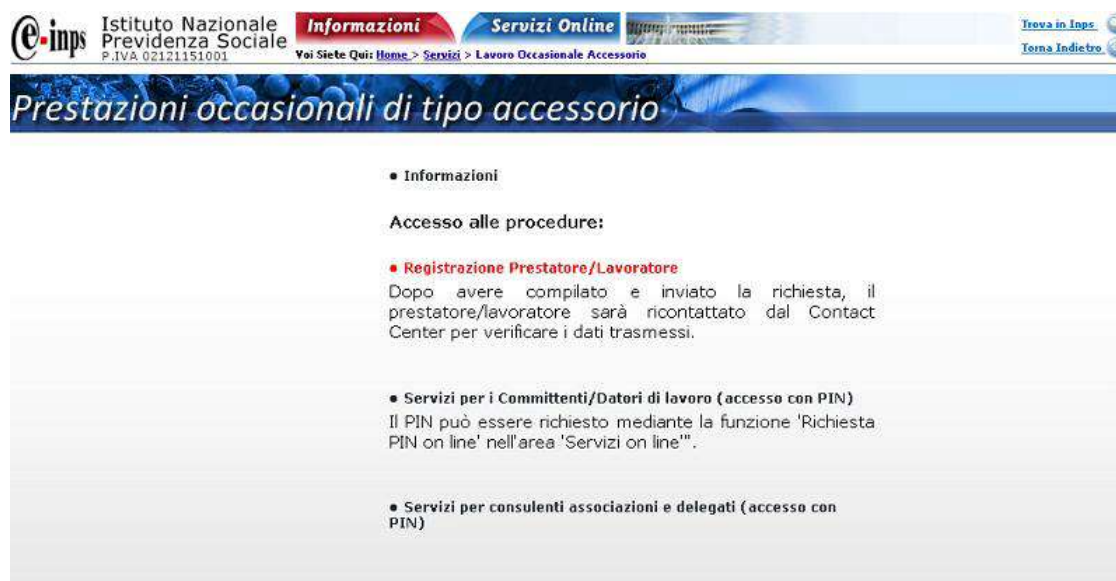 e-inps
Istituto Nazionale
Previdenza Sociale
P.IVA 02121151001
Informazioni
Servizi Online
Trova in Inps
Voi Siete Qui: Home > Servizi > Lavoro Occasionale Accessorio
Torna Indietro
Prestazioni occasionali di tipo accessorio
• Informazioni
Accesso alle procedure:
• Registrazione Prestatore/Lavoratore
Dopo avere compilato e inviato la richiesta, il
prestatore/lavoratore sarà ricontattato dal Contact
Center per verificare i dati trasmessi.
• Servizi per i Committenti/Datori di lavoro (accesso con PIN)
Il PIN può essere richiesto mediante la funzione 'Richiesta
PIN on line' nell'area 'Servizi on line'".
• Servizi per consulenti associazioni e delegati (accesso con
PIN)